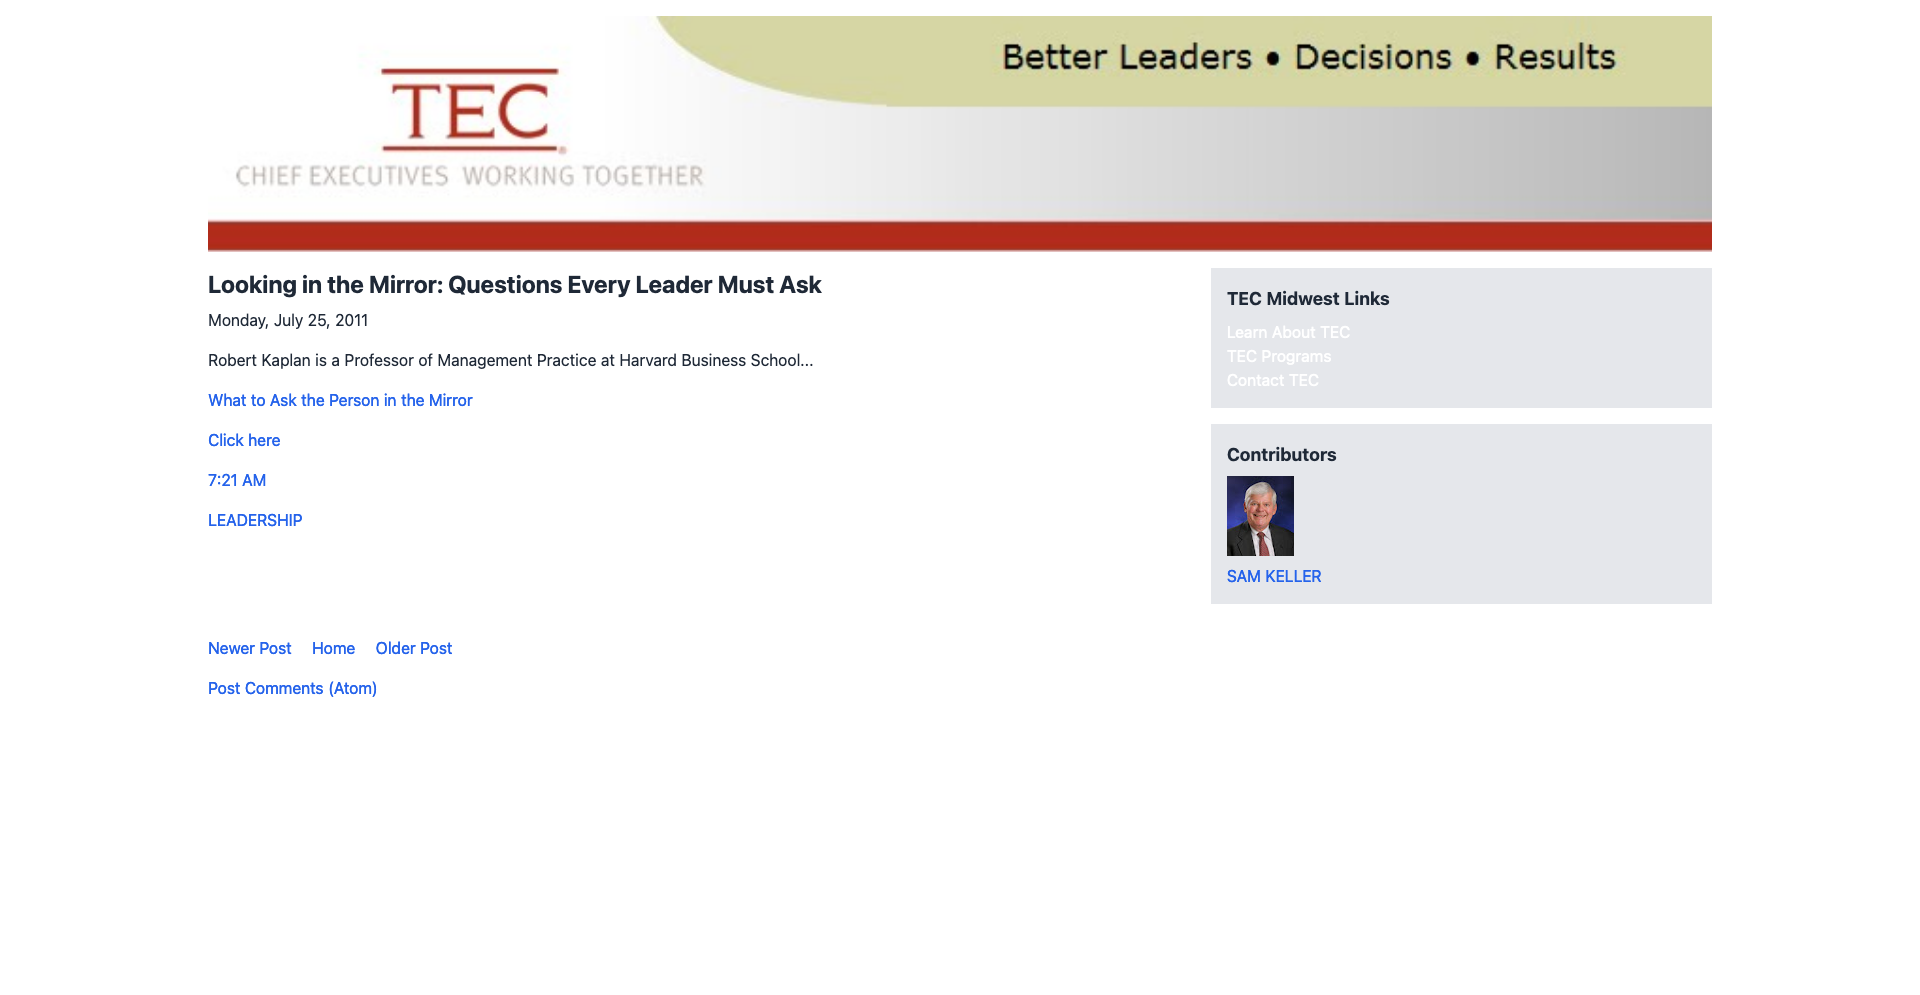 Better Leaders • Decisions • Results
TEC®
CHIEF EXECUTIVES WORKING TOGETHER
Looking in the Mirror: Questions Every Leader Must Ask
Monday, July 25, 2011
Robert Kaplan is a Professor of Management Practice at Harvard Business School...
What to Ask the Person in the Mirror
Click here
7:21 AM
LEADERSHIP
TEC Midwest Links
Learn About TEC
TEC Programs
Contact TEC
Contributors
SAM KELLER
Newer Post Home Older Post
Post Comments (Atom)